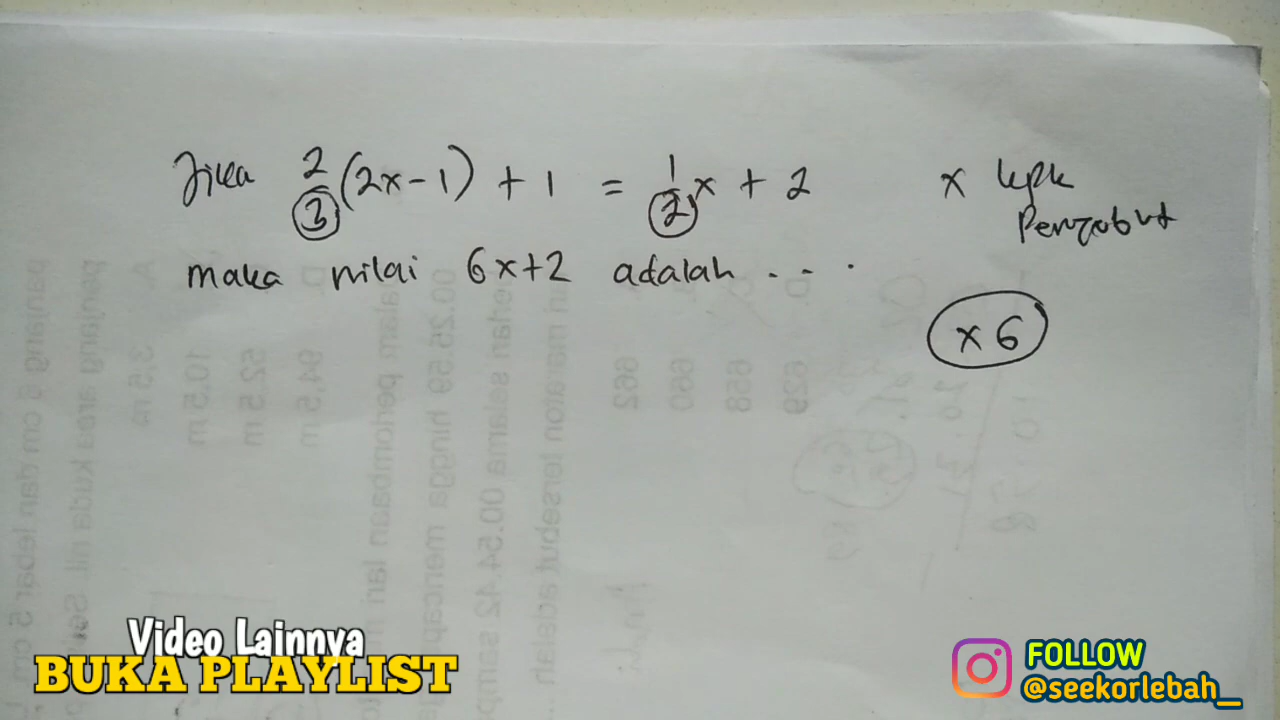 Jika 2/3 (2x-1) + 1 = 1/2 x + 2
x kpk
Penyebut
maka nilai 6x+2 adalah . . .
x 6
Video Lainnya
BUKA PLAYLIST
FOLLOW
@seekorlebah_